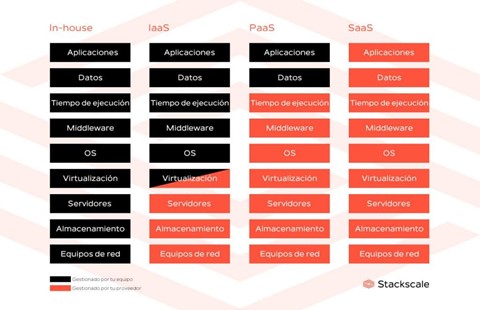 In-house IaaS PaaS SaaS
Aplicaciones Aplicaciones Aplicaciones Aplicaciones
Datos Datos Datos Datos
Tiempo de ejecución Tiempo de ejecución Tiempo de ejecución Tiempo de ejecución
Middleware Middleware Middleware Middleware
OS OS OS OS
Virtualización Virtualización Virtualización Virtualización
Servidores Servidores Servidores Servidores
Almacenamiento Almacenamiento Almacenamiento Almacenamiento
Equipos de red Equipos de red Equipos de red Equipos de red
Gestionado por tu equipo
Gestionado por tu proveedor
Stackscale